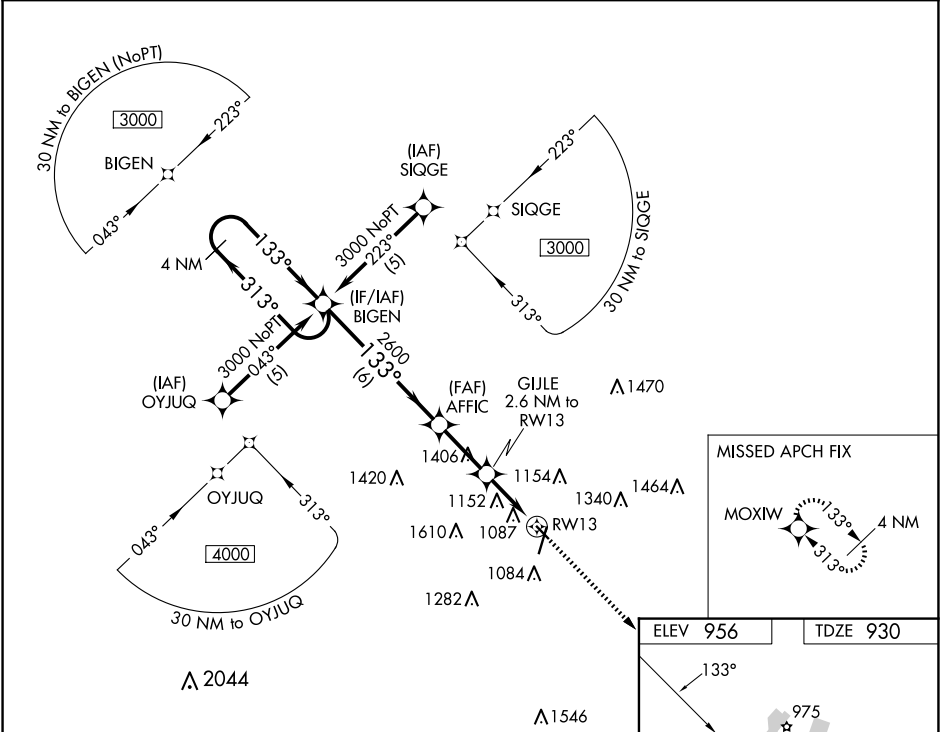 30 NM to BIGEN (NoPT)
3000
223°
BIGEN
043°
(IAF)
SIQGE
223°
SIQGE
3000
313°
30 NM to SIQGE
3000 NoPT
223°
(5)
133°
4 NM
313°
(IF/IAF)
BIGEN
3000 NoPT
043°
(5)
2600
133°
(6)
(IAF)
OYJUQ
(FAF)
AFFIC
GIJLE
2.6 NM to
RW13
1470
1406
1420
1154
1464
1152
1340
1610
1087
RW13
1084
1282
OYJUQ
043°
313°
4000
30 NM to OYJUQ
2044
1546
MISSED APCH FIX
MOXIW
133°
4 NM
313°
ELEV 956
TDZE 930
133°
975